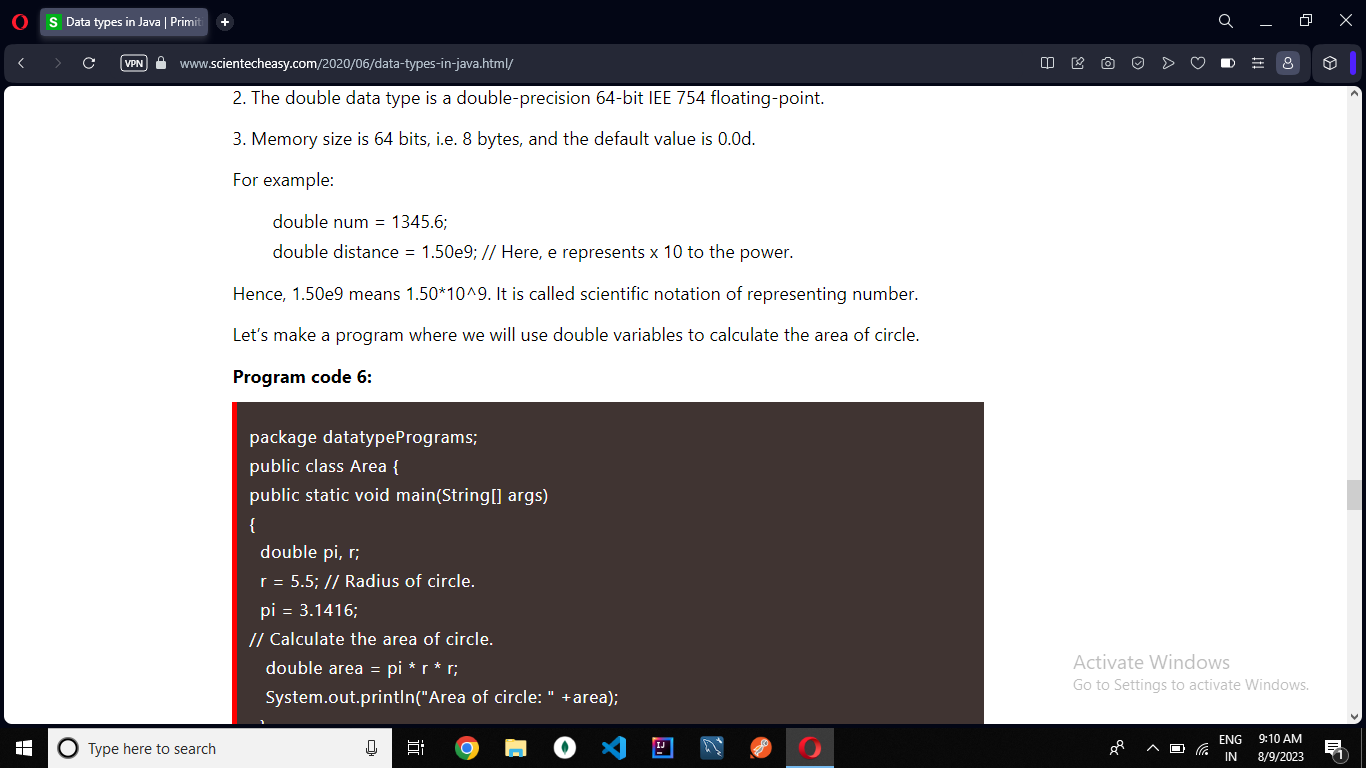 S Data types in Java | Primit
VPN www.scientecheasy.com/2020/06/data-types-in-java.html/
2. The double data type is a double-precision 64-bit IEE 754 floating-point.
3. Memory size is 64 bits, i.e. 8 bytes, and the default value is 0.0d.
For example:
double num = 1345.6;
double distance = 1.50e9; // Here, e represents x 10 to the power.
Hence, 1.50e9 means 1.50*10^9. It is called scientific notation of representing number.
Let's make a program where we will use double variables to calculate the area of circle.
Program code 6:
package datatypePrograms;
public class Area {
public static void main(String[] args)
{
double pi, r;
r = 5.5; // Radius of circle.
pi = 3.1416;
// Calculate the area of circle.
double area = pi * r * r;
System.out.println("Area of circle: " +area);
}
Activate Windows
Go to Settings to activate Windows.
Type here to search
IJ
ENG
IN
9:10 AM
8/9/2023
1